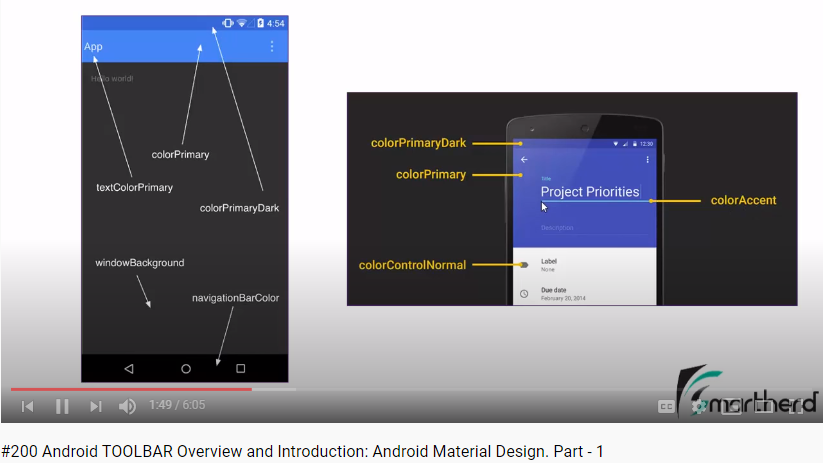 4:54
App
Hello world!
colorPrimary
textColorPrimary
colorPrimaryDark
windowBackground
navigationBarColor
colorPrimaryDark
12:30
colorPrimary
Title
Project Priorities
colorAccent
Description
colorControlNormal
Label
None
Due date
February 20, 2014
1:49 / 6:05
CC
smartherd
#200 Android TOOLBAR Overview and Introduction: Android Material Design. Part - 1